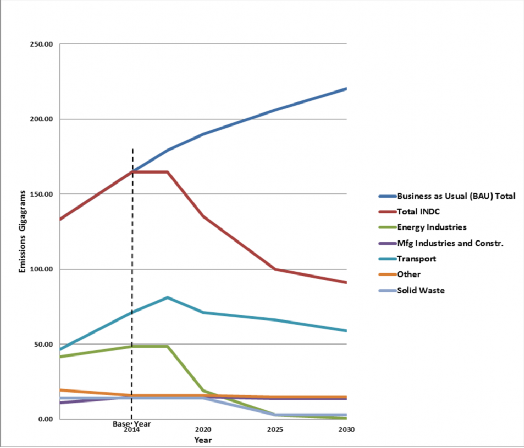 250.00
200.00
150.00
100.00
50.00
0.00
Emissions Gigagrams
Base Year
2014
2020
2025
2030
Year
Business as Usual (BAU) Total
Total INDC
Energy Industries
Mfg Industries and Constr.
Transport
Other
Solid Waste